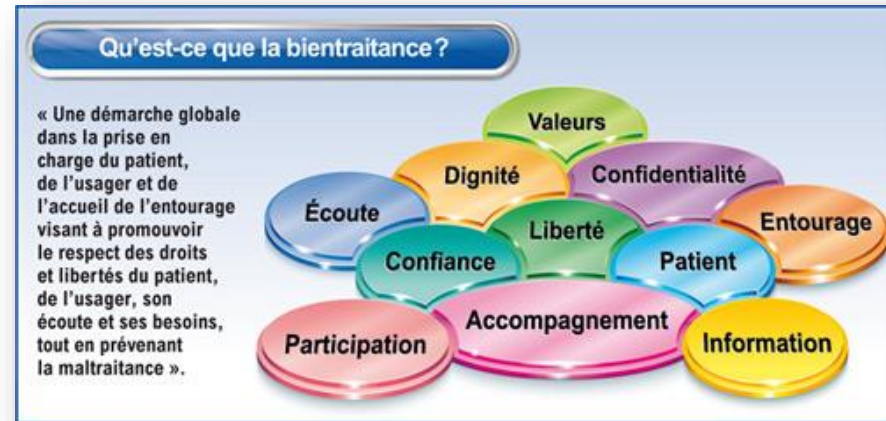 Qu'est-ce que la bientraitance ?
« Une démarche globale
dans la prise en
charge du patient,
de l'usager et de
l'accueil de l'entourage
visant à promouvoir
le respect des droits
et libertés du patient,
de l'usager, son
écoute et ses besoins,
tout en prévenant
la maltraitance ».
Valeurs
Dignité
Confidentialité
Écoute
Liberté
Entourage
Confiance
Patient
Participation
Accompagnement
Information